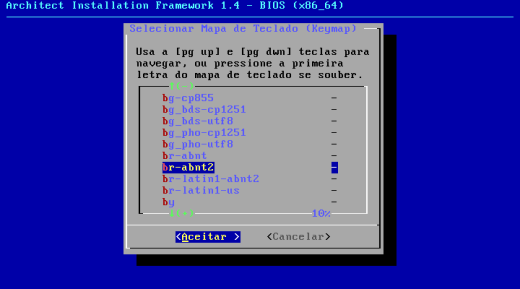 Architect Installation Framework 1.4 - BIOS (x86_64)
Selecionar Mapa de Teclado (Keymap)
Usa a [pg up] e [pg dwn] teclas para
navegar, ou pressione a primeira
letra do mapa de teclado se souber.
↑(-)
bg-cp855 -
bg_bds-cp1251 -
bg_bds-utf8 -
bg_pho-cp1251 -
bg_pho-utf8 -
br-abnt -
br-abnt2 -
br-latin1-abnt2 -
br-latin1-us -
by -
↓(+) 10%
<Aceitar > <Cancelar>